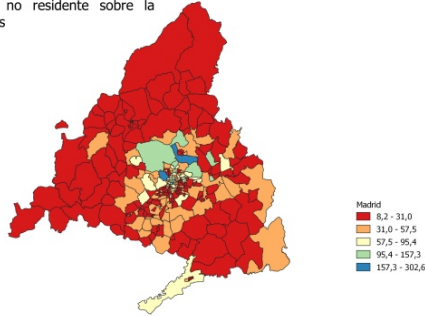 no residente sobre la
s
Madrid
8,2 - 31,0
31,0 - 57,5
57,5 - 95,4
95,4 - 157,3
157,3 - 302,6